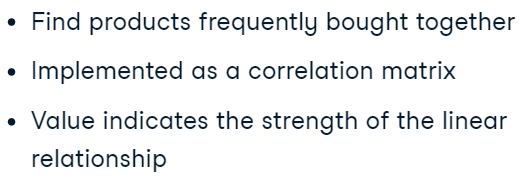 • Find products frequently bought together
• Implemented as a correlation matrix
• Value indicates the strength of the linear
relationship